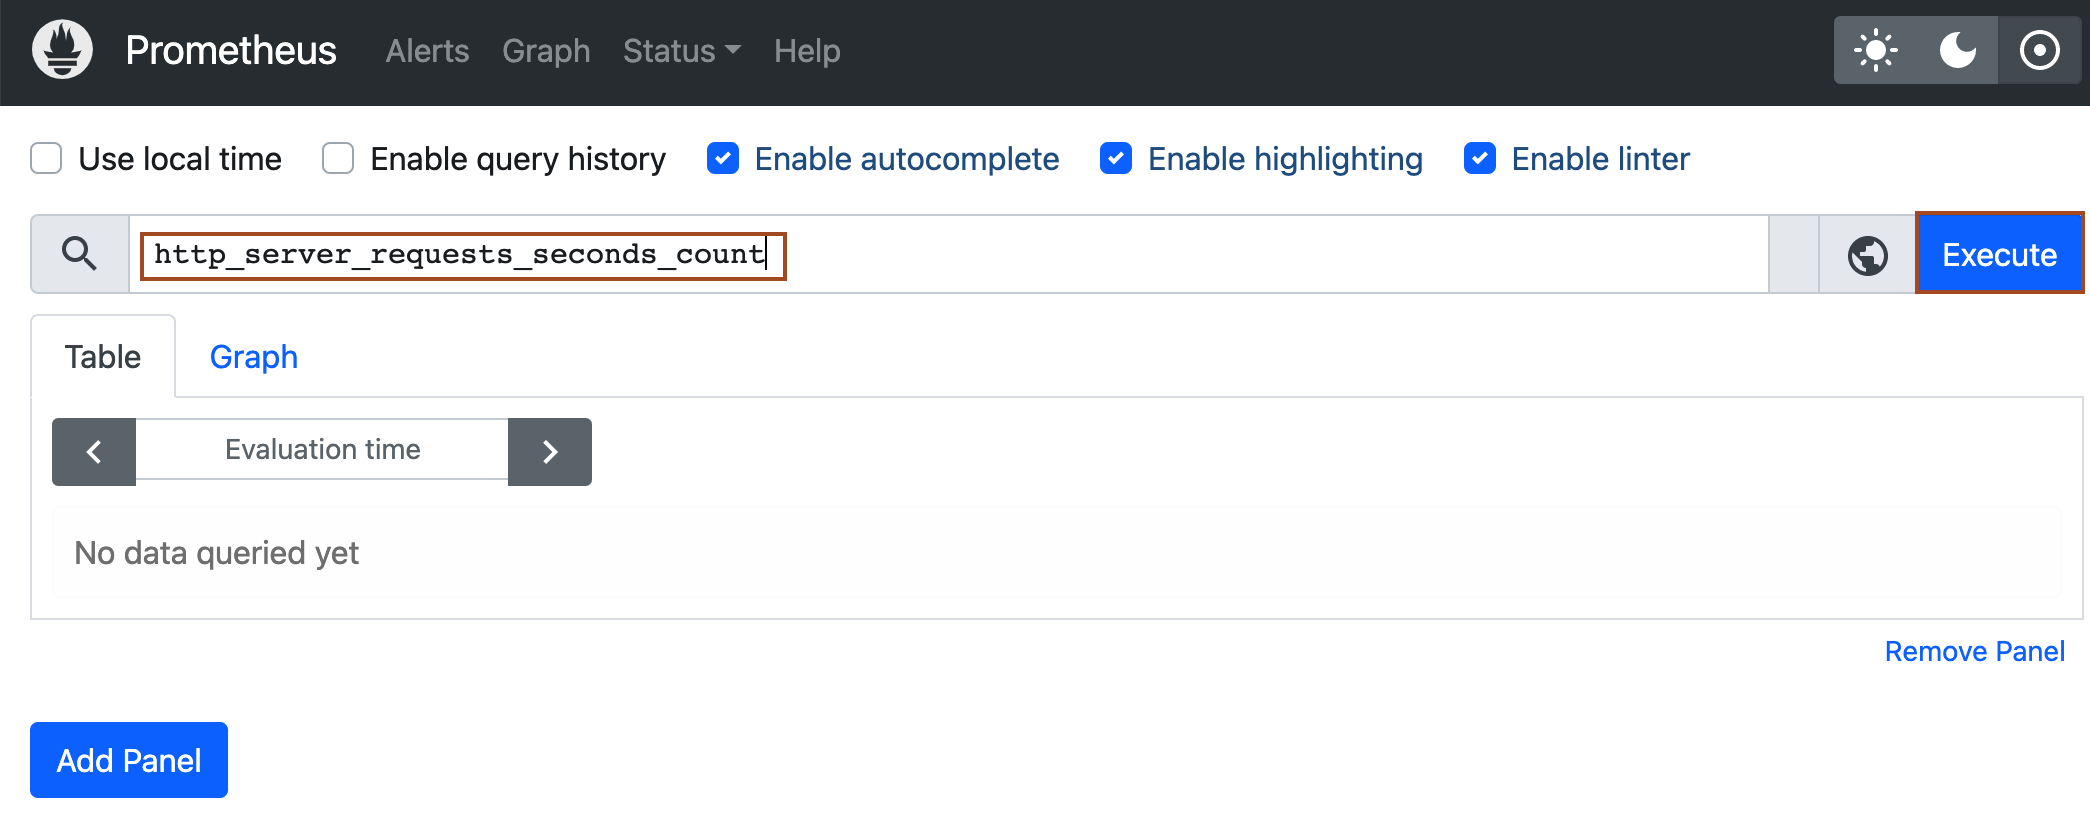 Prometheus Alerts Graph Status Help
Use local time Enable query history Enable autocomplete Enable highlighting Enable linter
http_server_requests_seconds_count Execute
Table Graph
Evaluation time
No data queried yet
Remove Panel
Add Panel